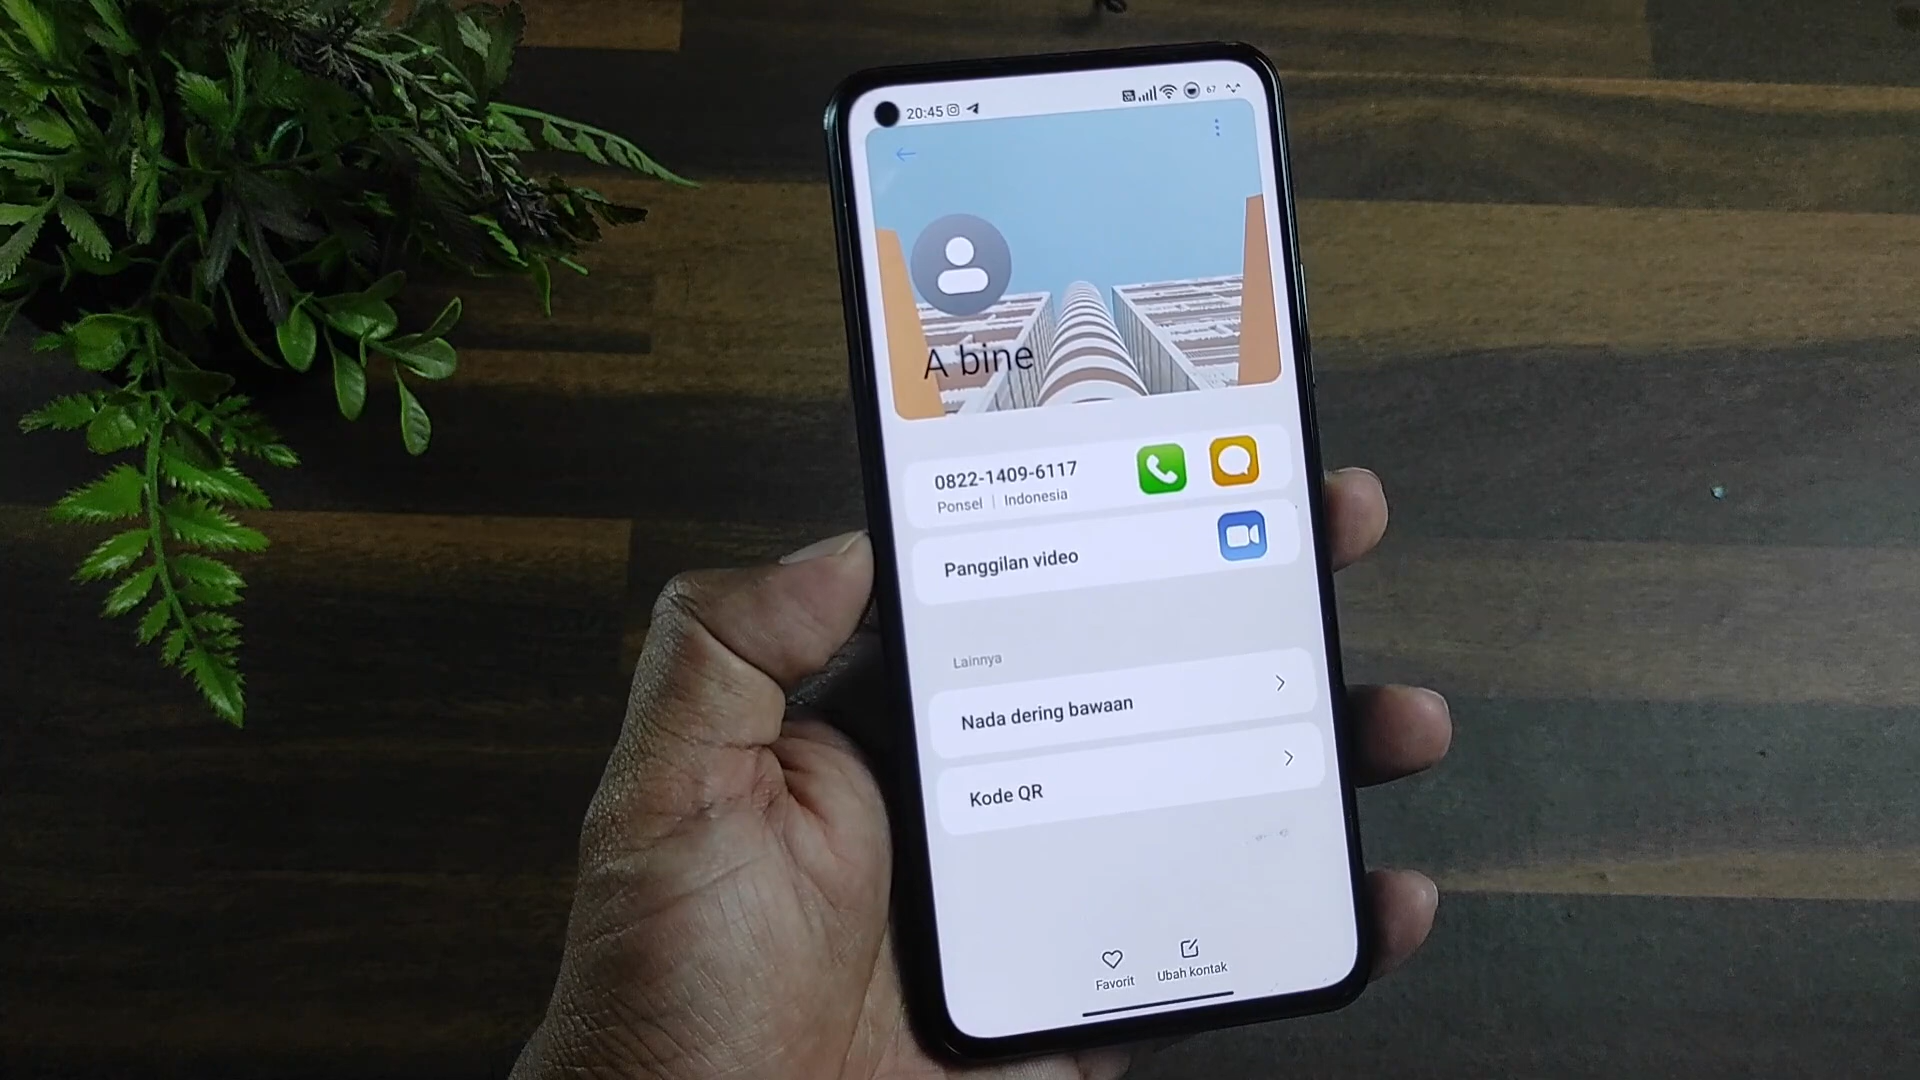 20:45
67
A bine
0822-1409-6117
Ponsel | Indonesia
Panggilan video
Lainnya
Nada dering bawaan
Kode QR
Favorit
Ubah kontak